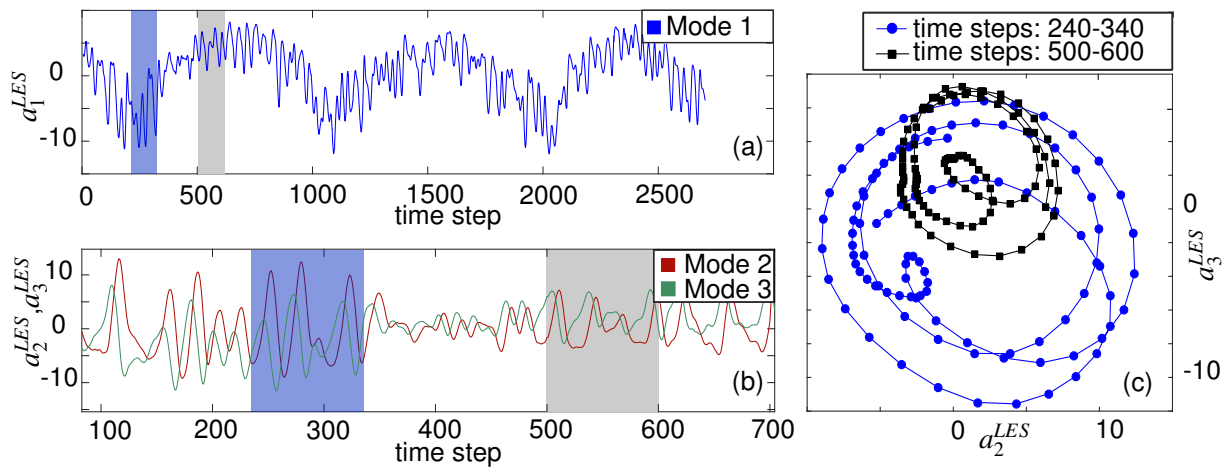 0
-10
a_1^{LES}
Mode 1
(a)
0 500 1000 1500 2000 2500
time step
10
0
-10
a_2^{LES}, a_3^{LES}
Mode 2
Mode 3
(b)
100 200 300 400 500 600 700
time step
time steps: 240-340
time steps: 500-600
0
-10
a_3^{LES}
(c)
0 10
a_2^{LES}